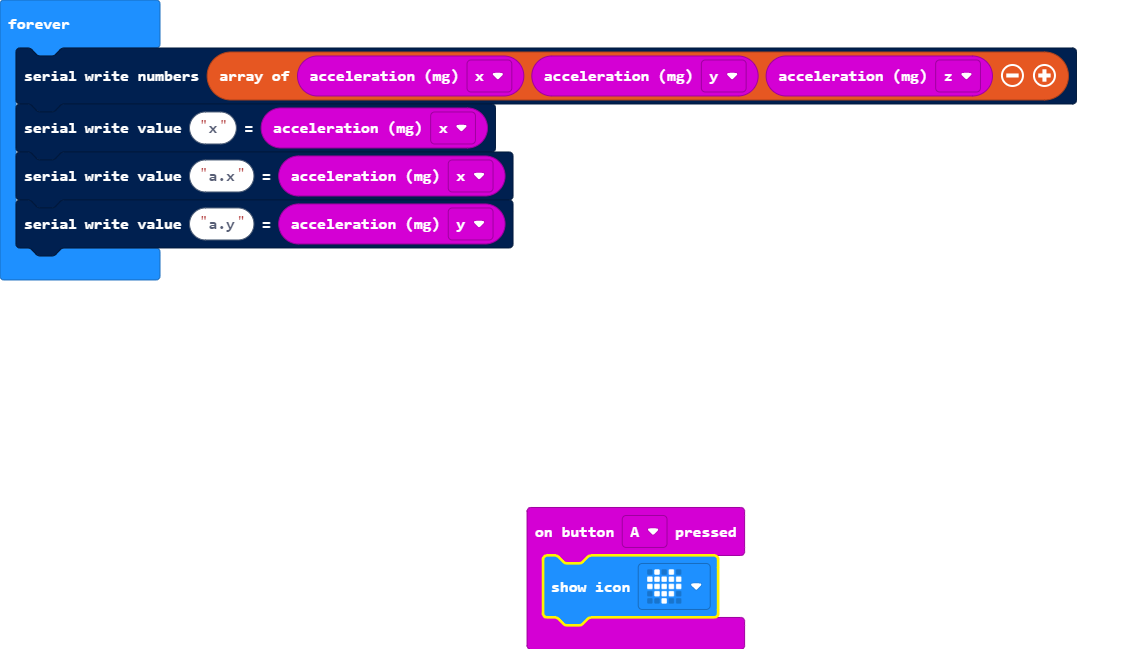 forever
serial write numbers array of acceleration (mg) x acceleration (mg) y acceleration (mg) z
serial write value "x" = acceleration (mg) x
serial write value "a.x" = acceleration (mg) x
serial write value "a.y" = acceleration (mg) y
on button A pressed
show icon